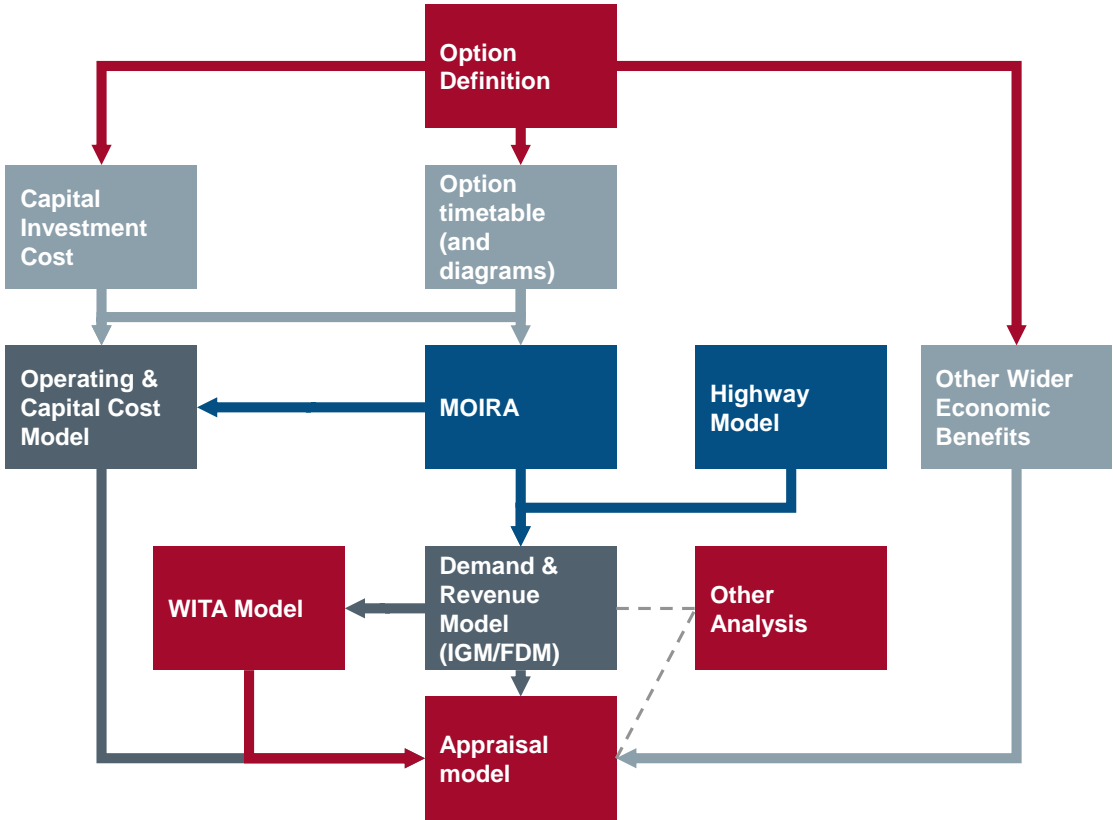 Option
Definition
Capital
Investment
Cost
Option
timetable
(and
diagrams)
Operating &
Capital Cost
Model
MOIRA
Highway
Model
Other Wider
Economic
Benefits
WITA Model
Demand &
Revenue
Model
(IGM/FDM)
Other
Analysis
Appraisal
model